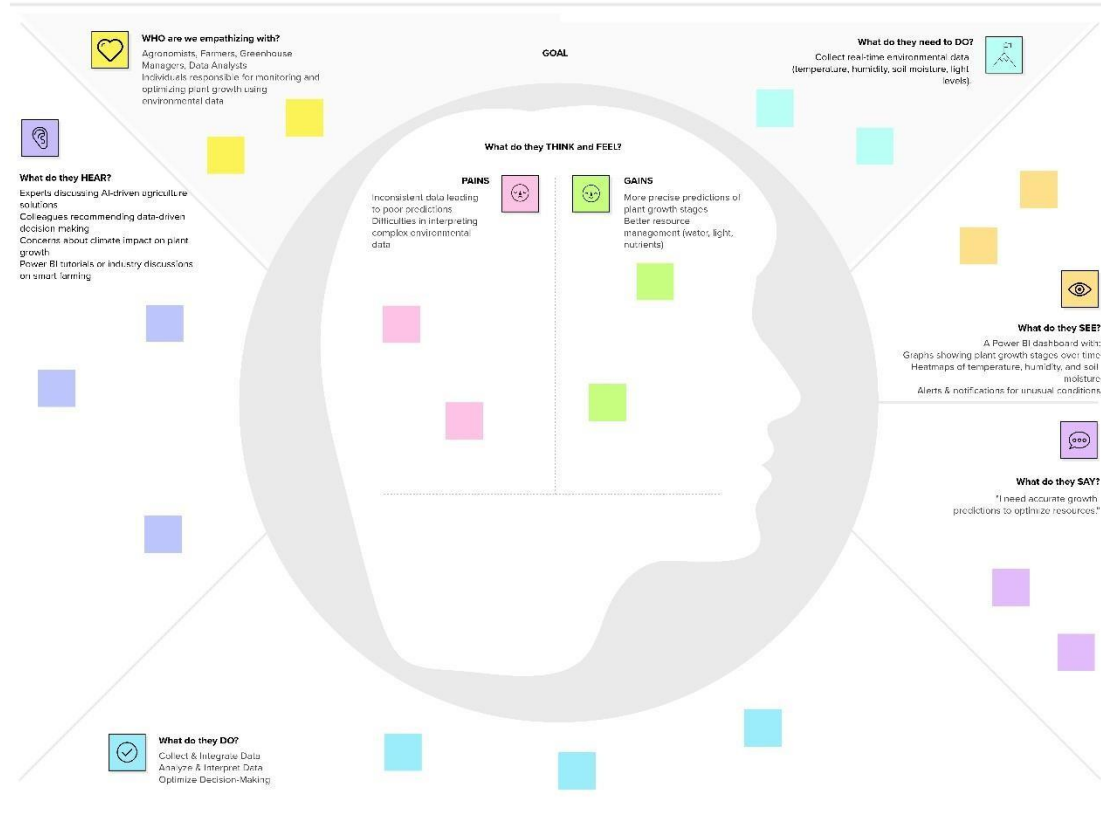 WHO are we empathizing with?
Agronomists, Farmers, Greenhouse
Managers, Data Analysts
Individuals responsible for monitoring and
optimizing plant growth using
environmental data
GOAL
What do they need to DO?
Collect real-time environmental data
(temperature, humidity, soil moisture, light
levels).
What do they HEAR?
Experts discussing AI-driven agriculture
solutions
Colleagues recommending data-driven
decision making
Concerns about climate impact on plant
growth
Power BI tutorials or industry discussions
on smart farming
What do they THINK and FEEL?
PAINS
Inconsistent data leading
to poor predictions
Difficulties in interpreting
complex environmental
data
GAINS
More precise predictions of
plant growth stages
Better resource
management (water, light,
nutrients)
What do they SEE?
A Power BI dashboard with:
Graphs showing plant growth stages over time
Heatmaps of temperature, humidity, and soil
moisture
Alerts & notifications for unusual conditions
What do they SAY?
"I need accurate growth
predictions to optimize resources."
What do they DO?
Collect & Integrate Data
Analyze & Interpret Data
Optimize Decision-Making